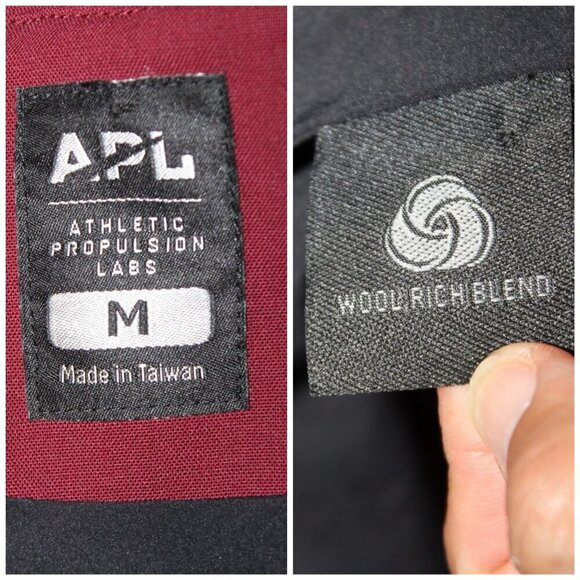 APL
ATHLETIC
PROPULSION
LABS
M
Made in Taiwan
WOOL RICH BLEND